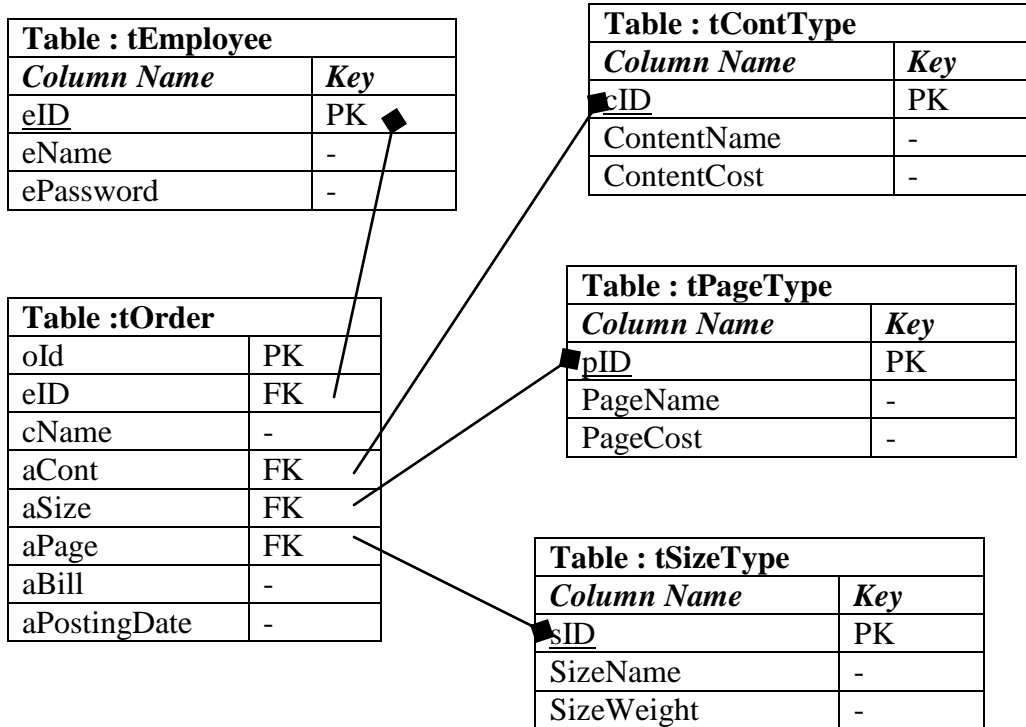 Table : tEmployee
Column Name Key
eID PK
eName -
ePassword -
Table : tContType
Column Name Key
cID PK
ContentName -
ContentCost -
Table :tOrder
oId PK
eID FK
cName -
aCont FK
aSize FK
aPage FK
aBill -
aPostingDate -
Table : tPageType
Column Name Key
pID PK
PageName -
PageCost -
Table : tSizeType
Column Name Key
sID PK
SizeName -
SizeWeight -